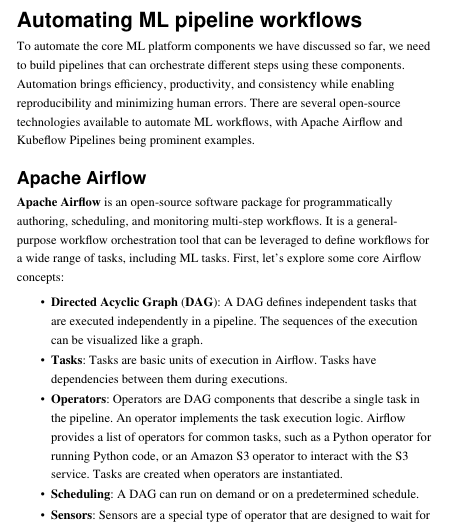 Automating ML pipeline workflows
To automate the core ML platform components we have discussed so far, we need
to build pipelines that can orchestrate different steps using these components.
Automation brings efficiency, productivity, and consistency while enabling
reproducibility and minimizing human errors. There are several open-source
technologies available to automate ML workflows, with Apache Airflow and
Kubeflow Pipelines being prominent examples.
Apache Airflow
Apache Airflow is an open-source software package for programmatically
authoring, scheduling, and monitoring multi-step workflows. It is a general-
purpose workflow orchestration tool that can be leveraged to define workflows for
a wide range of tasks, including ML tasks. First, let's explore some core Airflow
concepts:
• Directed Acyclic Graph (DAG): A DAG defines independent tasks that
are executed independently in a pipeline. The sequences of the execution
can be visualized like a graph.
• Tasks: Tasks are basic units of execution in Airflow. Tasks have
dependencies between them during executions.
• Operators: Operators are DAG components that describe a single task in
the pipeline. An operator implements the task execution logic. Airflow
provides a list of operators for common tasks, such as a Python operator for
running Python code, or an Amazon S3 operator to interact with the S3
service. Tasks are created when operators are instantiated.
• Scheduling: A DAG can run on demand or on a predetermined schedule.
• Sensors: Sensors are a special type of operator that are designed to wait for